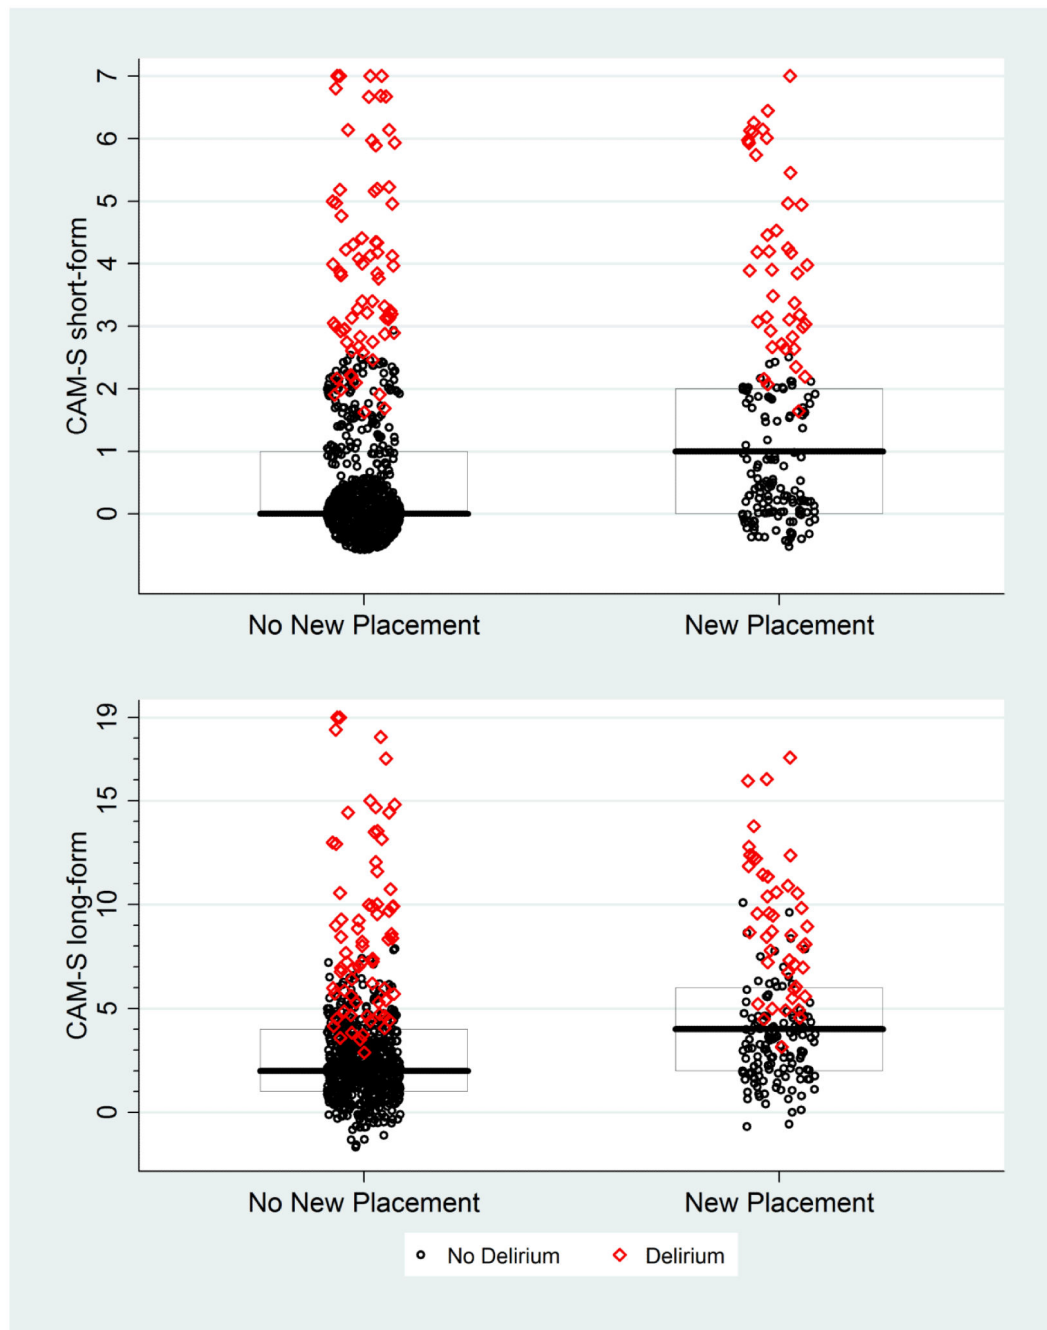 CAM-S short-form
7
6
5
4
3
2
1
0
No New Placement
New Placement
CAM-S long-form
19
15
10
5
0
No New Placement
New Placement
No Delirium
Delirium